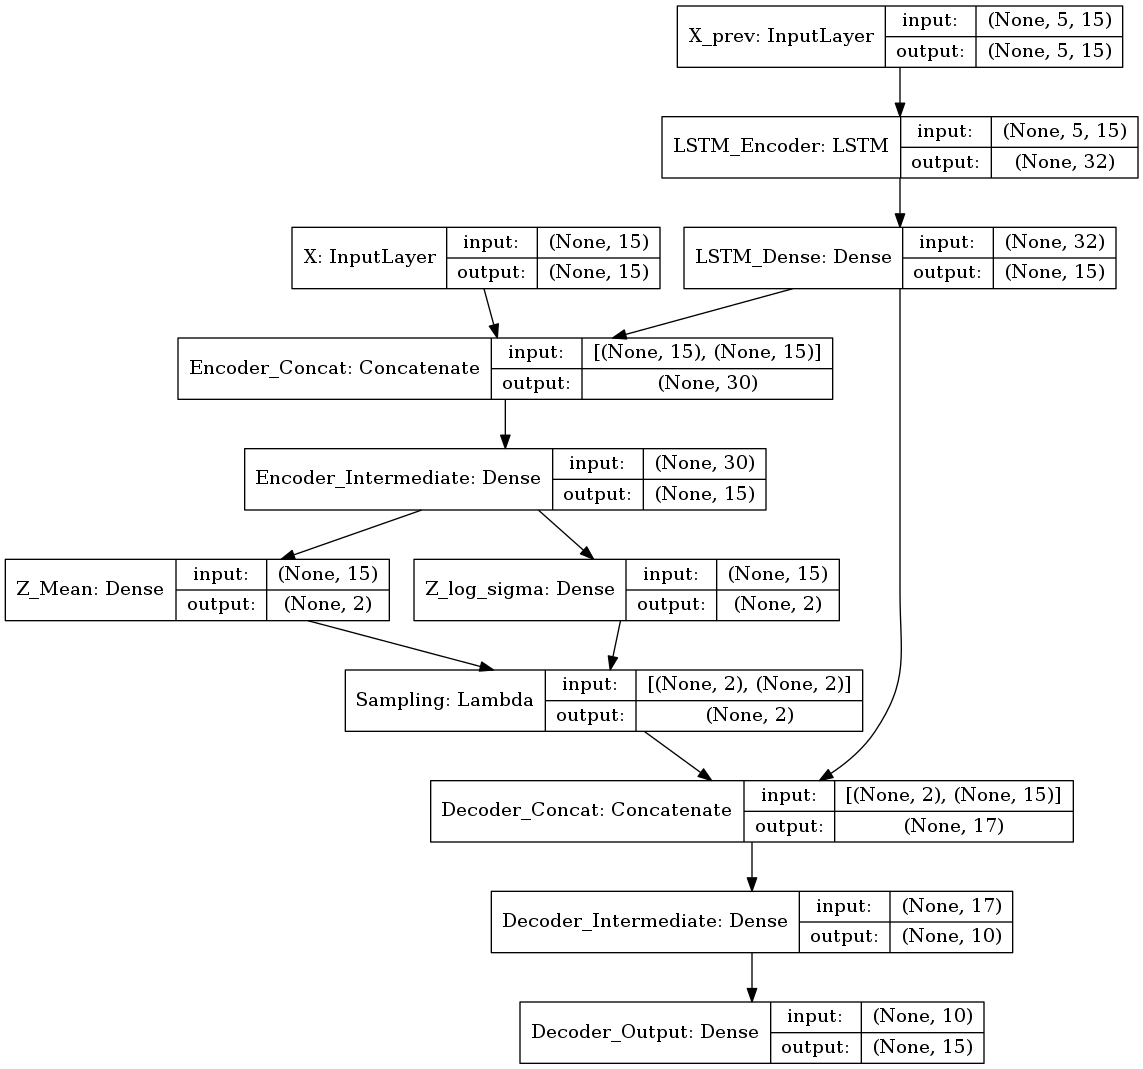 X_prev: InputLayer
input: (None, 5, 15)
output: (None, 5, 15)
LSTM_Encoder: LSTM
input: (None, 5, 15)
output: (None, 32)
X: InputLayer
input: (None, 15)
output: (None, 15)
LSTM_Dense: Dense
input: (None, 32)
output: (None, 15)
Encoder_Concat: Concatenate
input: [(None, 15), (None, 15)]
output: (None, 30)
Encoder_Intermediate: Dense
input: (None, 30)
output: (None, 15)
Z_Mean: Dense
input: (None, 15)
output: (None, 2)
Z_log_sigma: Dense
input: (None, 15)
output: (None, 2)
Sampling: Lambda
input: [(None, 2), (None, 2)]
output: (None, 2)
Decoder_Concat: Concatenate
input: [(None, 2), (None, 15)]
output: (None, 17)
Decoder_Intermediate: Dense
input: (None, 17)
output: (None, 10)
Decoder_Output: Dense
input: (None, 10)
output: (None, 15)